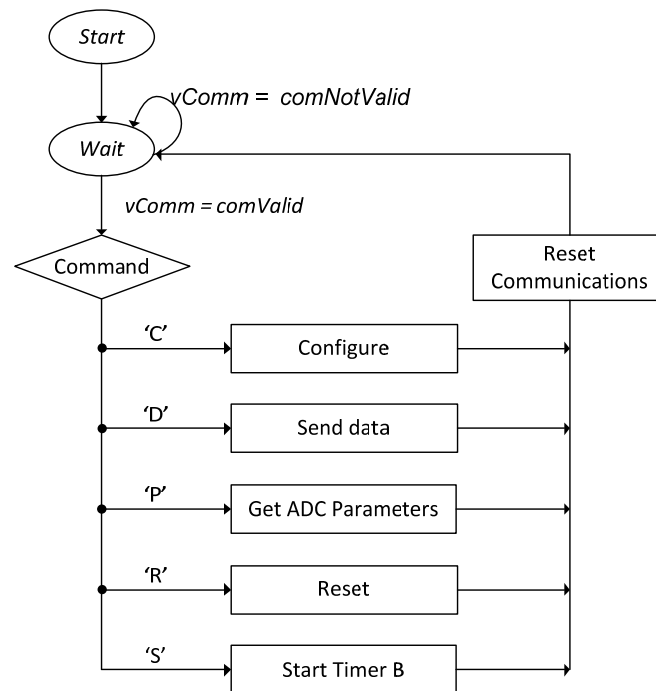 Start
vComm = comNotValid
Wait
vComm = comValid
Command
Reset
Communications
‘C’
Configure
‘D’
Send data
‘P’
Get ADC Parameters
‘R’
Reset
‘S’
Start Timer B